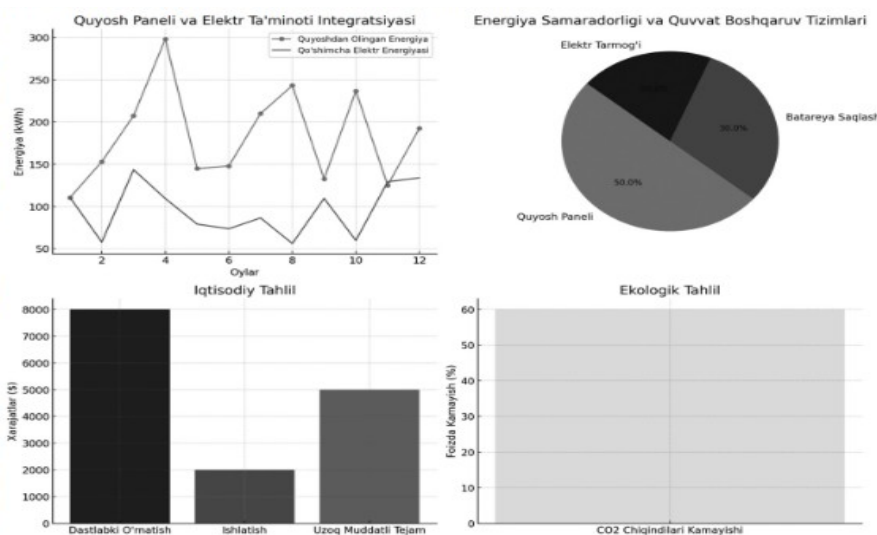 Quyosh Paneli va Elektr Ta'minoti Integratsiyasi
Quyoshdan Olingan Energiya
Qo'shimcha Elektr Energiyasi
Energiya (kWh)
300
250
200
150
100
50
2 4 6 8 10 12
Oylar
Energiya Samaradorligi va Quvvat Boshqaruv Tizimlari
Elektr Tarmog'i
Batareya Saqlash
30.0%
50.0%
Quyosh Paneli
Iqtisodiy Tahlil
Xarajatlar ($)
8000
7000
6000
5000
4000
3000
2000
1000
0
Dastlabki O'rnatish Ishlatish Uzoq Muddatli Tejam
Ekologik Tahlil
Foizda Kamayish (%)
60
50
40
30
20
10
0
CO2 Chiqindilari Kamayishi